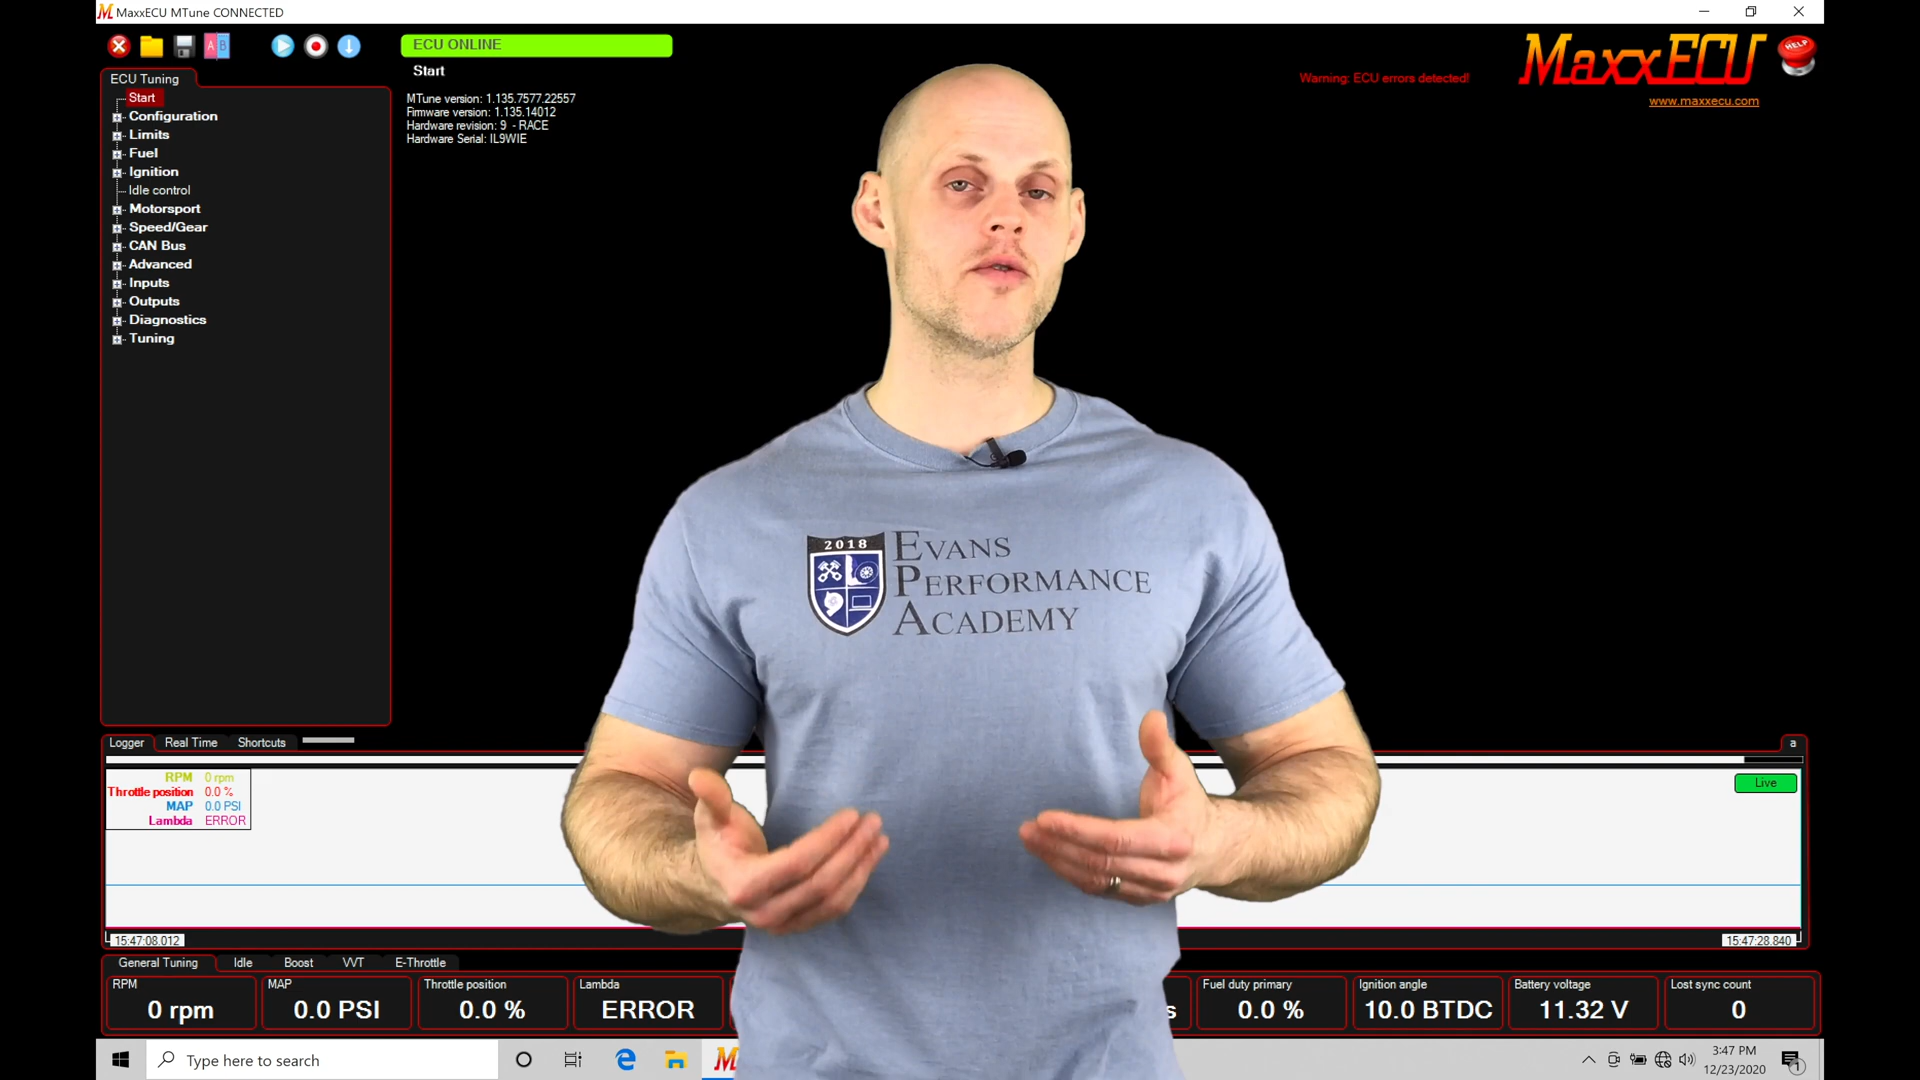 MaxxECU MTune CONNECTED
ECU ONLINE
Start
Warning: ECU errors detected!
MaxxECU
HELP
www.maxxecu.com
MTune version: 1.135.7577.22557
Firmware version: 1.135.14012
Hardware revision: 9 - RACE
Hardware Serial: IL9WIE
ECU Tuning
Start
Configuration
Limits
Fuel
Ignition
Idle control
Motorsport
Speed/Gear
CAN Bus
Advanced
Inputs
Outputs
Diagnostics
Tuning
2018
EVANS
PERFORMANCE
ACADEMY
Logger Real Time Shortcuts
a
RPM 0 rpm
Throttle position 0.0 %
MAP 0.0 PSI
Lambda ERROR
Live
15:47:08.012
15:47:28.840
General Tuning Idle Boost VVT E-Throttle
RPM
0 rpm
MAP
0.0 PSI
Throttle position
0.0 %
Lambda
ERROR
s
Fuel duty primary
0.0 %
Ignition angle
10.0 BTDC
Battery voltage
11.32 V
Lost sync count
0
Type here to search
3:47 PM
12/23/2020
1